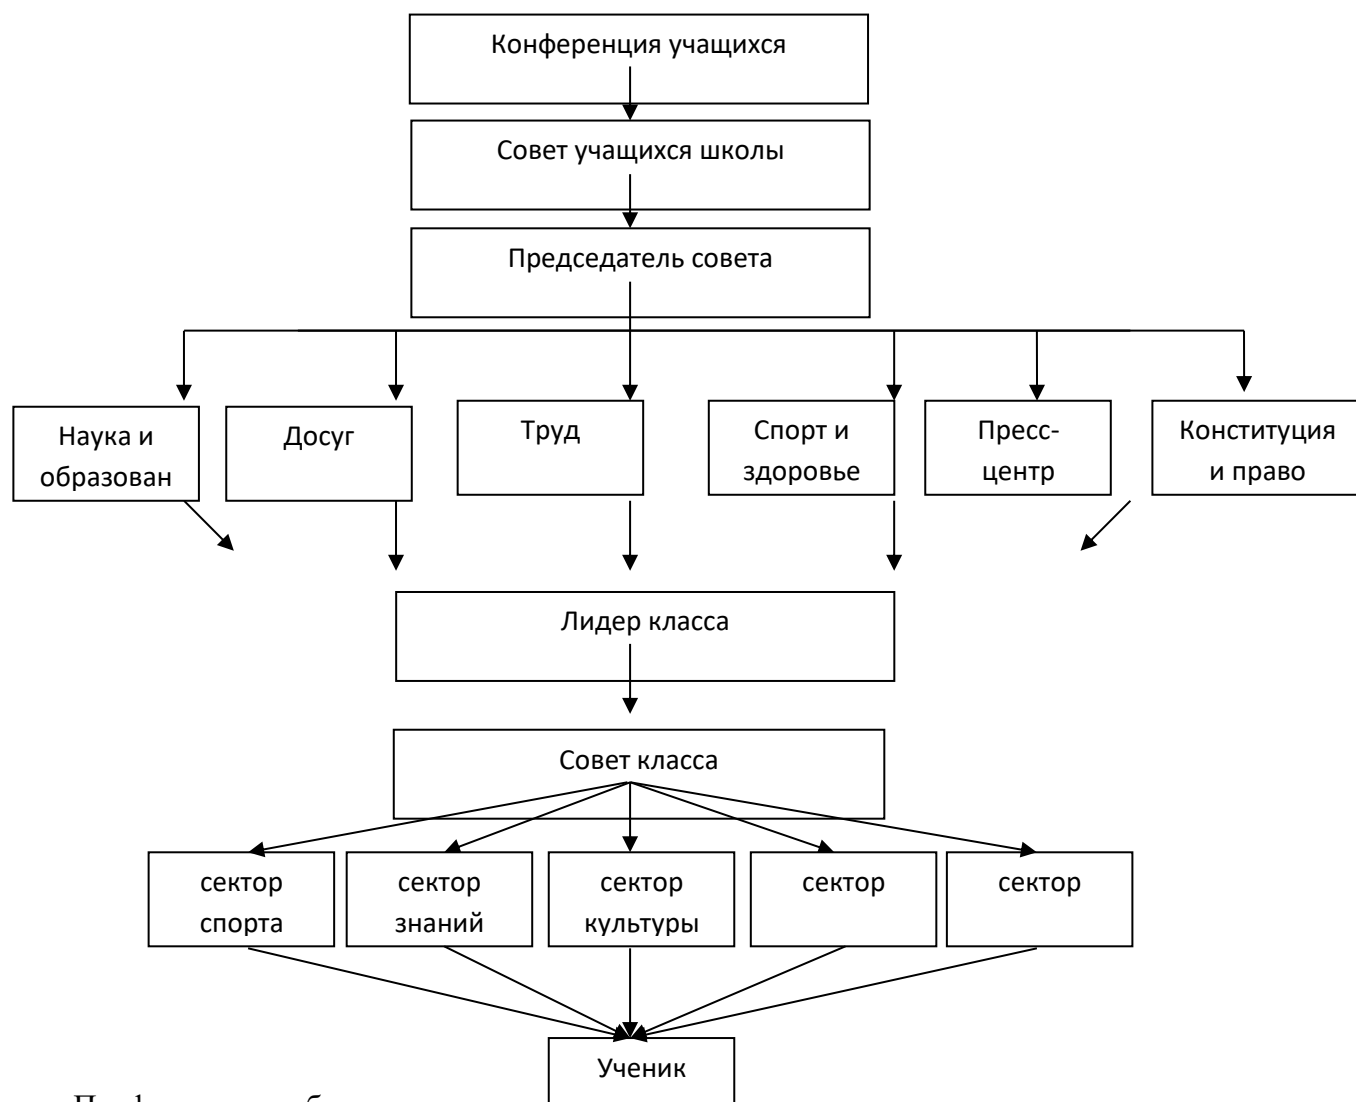 Конференция учащихся
Совет учащихся школы
Председатель совета
Наука и
образован
Досуг
Труд
Спорт и
здоровье
Пресс-
центр
Конституция
и право
Лидер класса
Совет класса
сектор
спорта
сектор
знаний
сектор
культуры
сектор
сектор
Ученик